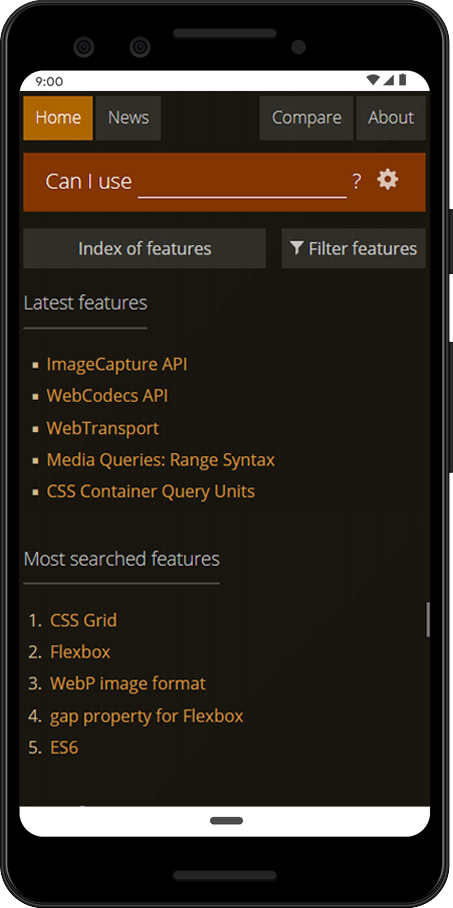 9:00
Home News Compare About
Can I use ?
Index of features Filter features
Latest features
ImageCapture API
WebCodecs API
WebTransport
Media Queries: Range Syntax
CSS Container Query Units
Most searched features
1. CSS Grid
2. Flexbox
3. WebP image format
4. gap property for Flexbox
5. ES6